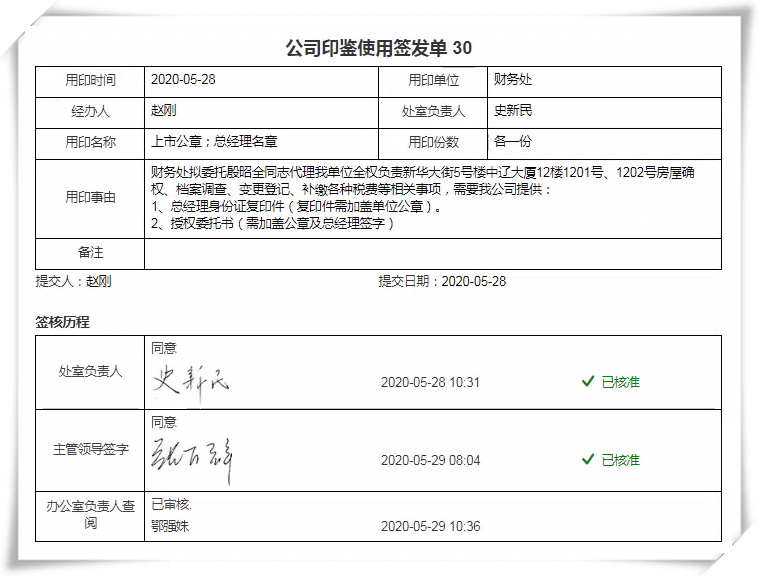 公司印鉴使用签发单 30
用印时间 2020-05-28 用印单位 财务处
经办人 赵刚 处室负责人 史新民
用印名称 上市公章；总经理名章 用印份数 各一份
用印事由
财务处拟委托殷昭全同志代理我单位全权负责新华大街5号楼中辽大厦12楼1201号、1202号房屋确
权、档案调查、变更登记、补缴各种税费等相关事项，需要我公司提供：
1、总经理身份证复印件（复印件需加盖单位公章）。
2、授权委托书（需加盖公章及总经理签字）
备注
提交人：赵刚 提交日期：2020-05-28
签核历程
处室负责人
同意
史新民 2020-05-28 10:31 已核准
主管领导签字
同意
2020-05-29 08:04 已核准
办公室负责人查
阅
已审核.
鄂强姝 2020-05-29 10:36